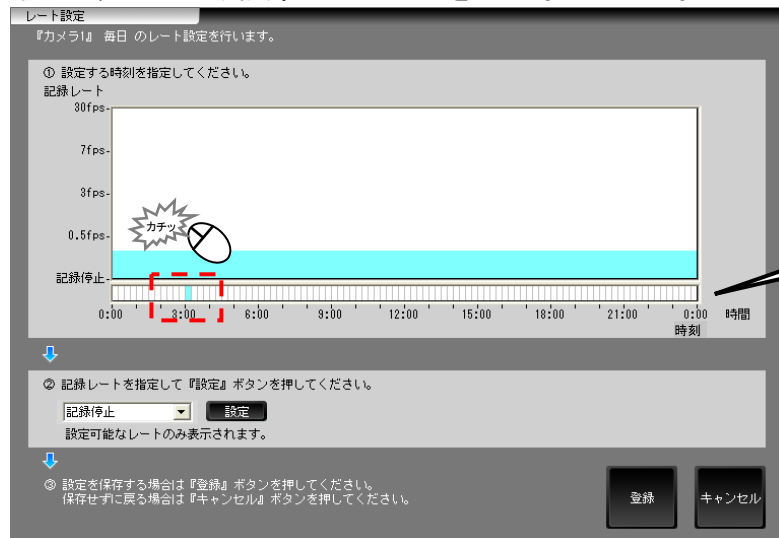 レート設定
『カメラ1』 毎日 のレート設定を行います。
① 設定する時刻を指定してください。
記録レート
30fps
7fps
3fps
カチッ
0.5fps
記録停止
0:00 3:00 6:00 9:00 12:00 15:00 18:00 21:00 0:00 時間
時刻
② 記録レートを指定して『設定』ボタンを押してください。
記録停止 設定
設定可能なレートのみ表示されます。
③ 設定を保存する場合は『登録』ボタンを押してください。
保存せずに戻る場合は『キャンセル』ボタンを押してください。
登録 キャンセル